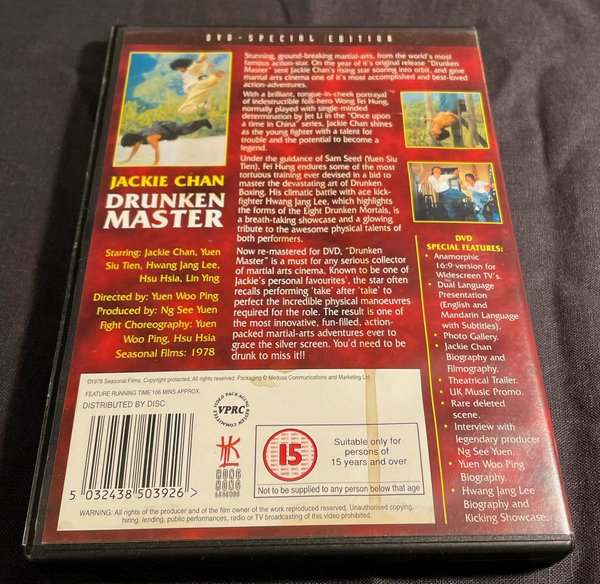 DVD-SPECIAL EDITION
Stunning, ground-breaking martial-arts, from the world's most
famous action-star. On the year of it's original release "Drunken
Master" sent Jackie Chan's rising star soaring into orbit, and gave
martial arts cinema one of it's most accomplished and best-loved
action-adventures.
With a brilliant, tongue-in-cheek portrayal
of indestructible folk-hero Wong Fei Hung,
normally played with single-minded
determination by Jet Li in the "Once upon
a time in China" series, Jackie Chan shines
as the young fighter with a talent for
trouble and the potential to become a
legend.
Under the guidance of Sam Seed (Yuen Siu
Tien), Fei Hung endures some of the most
tortuous training ever devised in a bid to
master the devastating art of Drunken
Boxing. His climatic battle with ace kick-
fighter Hwang Jang Lee, which highlights
the forms of the Eight Drunken Mortals, is
a breath-taking showcase and a glowing
tribute to the awesome physical talents of
both performers.
Now re-mastered for DVD, "Drunken
Master" is a must for any serious collector
of martial arts cinema. Known to be one of
Jackie's personal favourites', the star often
recalls performing 'take' after 'take' to
perfect the incredible physical manoeuvres
required for the role. The result is one of
the most innovative, fun-filled, action-
packed martial-arts adventures ever to
grace the silver screen. You'd need to be
drunk to miss it!!
JACKIE CHAN
DRUNKEN
MASTER
Starring: Jackie Chan, Yuen
Siu Tien, Hwang Jang Lee,
Hsu Hsia, Lin Ying
Directed by: Yuen Woo Ping
Produced by: Ng See Yuen
Fight Choreography: Yuen
Woo Ping, Hsu Hsia
Seasonal Films: 1978
DVD
SPECIAL FEATURES:
• Anamorphic
16:9 version for
Widescreen TV's.
• Dual Language
Presentation
(English and
Mandarin Language
with Subtitles).
• Photo Gallery.
• Jackie Chan
Biography and
Filmography.
• Theatrical Trailer.
• UK Music Promo.
• Rare deleted
scene.
• Interview with
legendary producer
Ng See Yuen.
• Yuen Woo Ping
Biography.
• Hwang Jang Lee
Biography and
Kicking Showcase.
©1978 Seasonal Films. Copyright protected, All rights reserved. Packaging © Medusa Communications and Marketing Ltd
FEATURE RUNNING TIME 106 MINS APPROX.
DISTRIBUTED BY DISC
VIDEO PACKAGING REVIEW COMMITTEE
VPRC
HK
HONG
KONG
LEGENDS
15
Suitable only for
persons of
15 years and over
Not to be supplied to any person below that age
5 032438 503926 >
WARNING: All rights of the producer and of the film owner of the work reproduced reserved. Unauthorised copying,
hiring, lending, public performances, radio or TV broadcasting of this video prohibited.